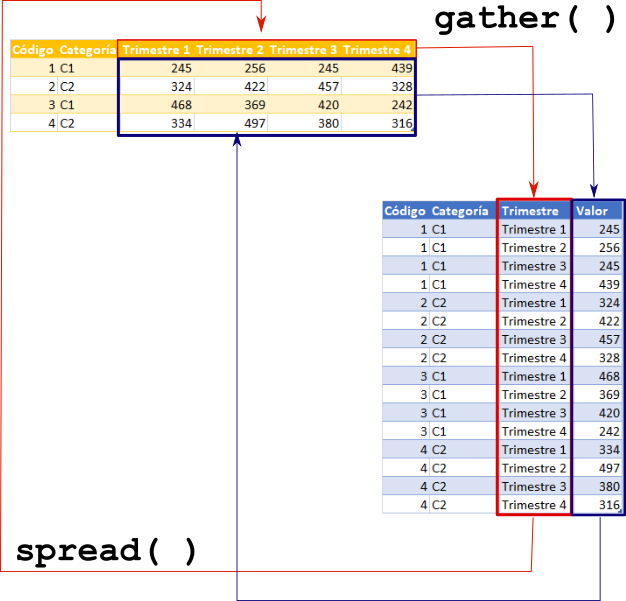 gather( )
Código Categoría Trimestre 1 Trimestre 2 Trimestre 3 Trimestre 4
1 C1 245 256 245 439
2 C2 324 422 457 328
3 C1 468 369 420 242
4 C2 334 497 380 316
Código Categoría Trimestre Valor
1 C1 Trimestre 1 245
1 C1 Trimestre 2 256
1 C1 Trimestre 3 245
1 C1 Trimestre 4 439
2 C2 Trimestre 1 324
2 C2 Trimestre 2 422
2 C2 Trimestre 3 457
2 C2 Trimestre 4 328
3 C1 Trimestre 1 468
3 C1 Trimestre 2 369
3 C1 Trimestre 3 420
3 C1 Trimestre 4 242
4 C2 Trimestre 1 334
4 C2 Trimestre 2 497
4 C2 Trimestre 3 380
4 C2 Trimestre 4 316
spread( )